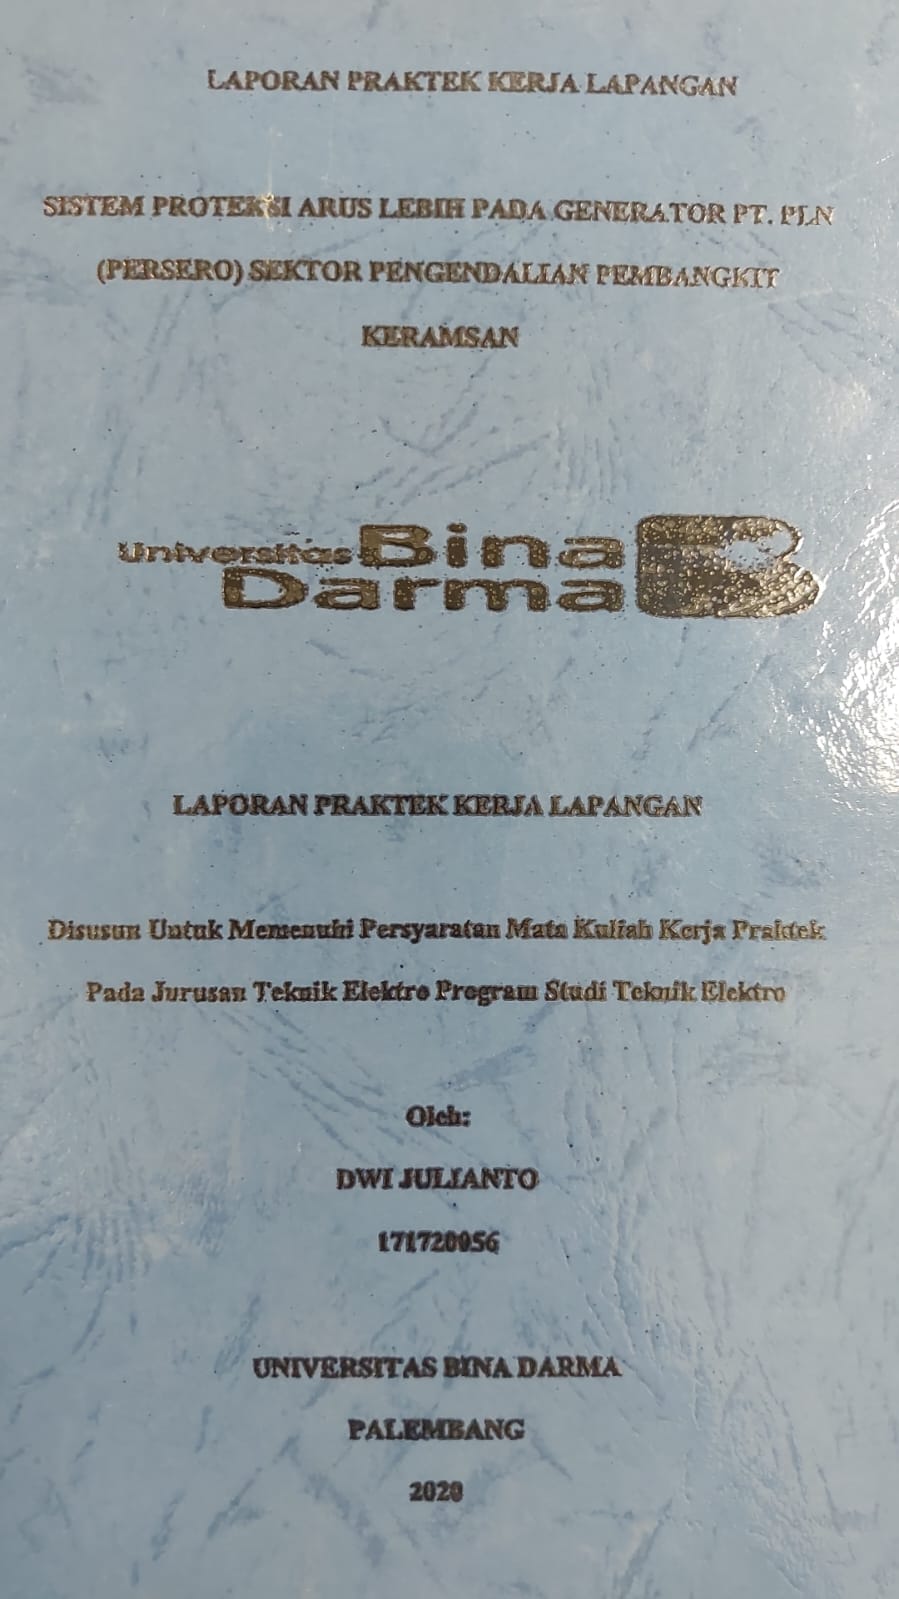 LAPORAN PRAKTEK KERJA LAPANGAN
SISTEM PROTEKSI ARUS LEBIH PADA GENERATOR PT. PLN
(PERSERO) SEKTOR PENGENDALIAN PEMBANGKIT
KERAMSAN
Universitas Bina
Darma
LAPORAN PRAKTEK KERJA LAPANGAN
Disusun Untuk Memenuhi Persyaratan Mata Kuliah Kerja Praktek
Pada Jurusan Teknik Elektro Program Studi Teknik Elektro
Oleh:
DWI JULIANTO
171720056
UNIVERSITAS BINA DARMA
PALEMBANG
2020